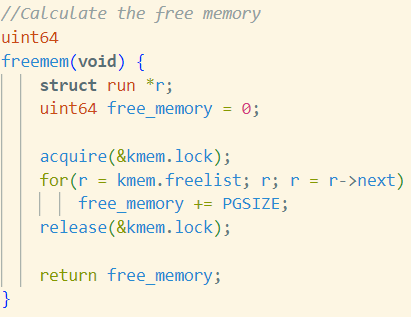 //Calculate the free memory
uint64
freemem(void) {
    struct run *r;
    uint64 free_memory = 0;

    acquire(&kmem.lock);
    for(r = kmem.freelist; r; r = r->next)
        free_memory += PGSIZE;
    release(&kmem.lock);

    return free_memory;
}